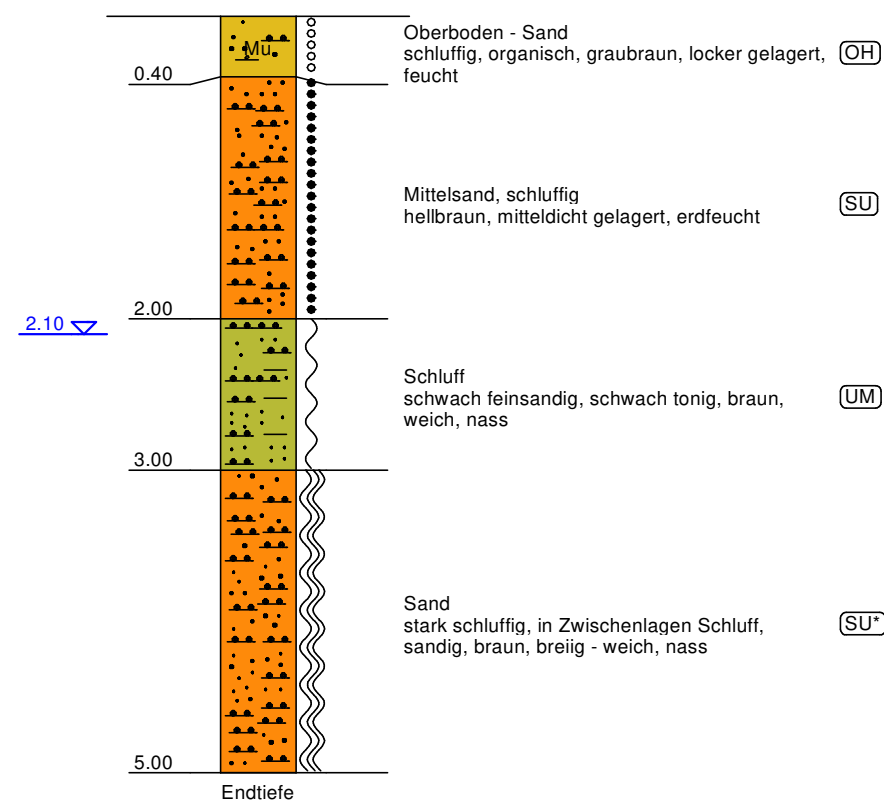 Oberboden - Sand
schluffig, organisch, graubraun, locker gelagert,
feucht
OH
Mu
0.40
Mittelsand, schluffig
hellbraun, mitteldicht gelagert, erdfeucht
SU
2.00
2.10
Schluff
schwach feinsandig, schwach tonig, braun,
weich, nass
UM
3.00
Sand
stark schluffig, in Zwischenlagen Schluff,
sandig, braun, breiig - weich, nass
SU*
5.00
Endtiefe